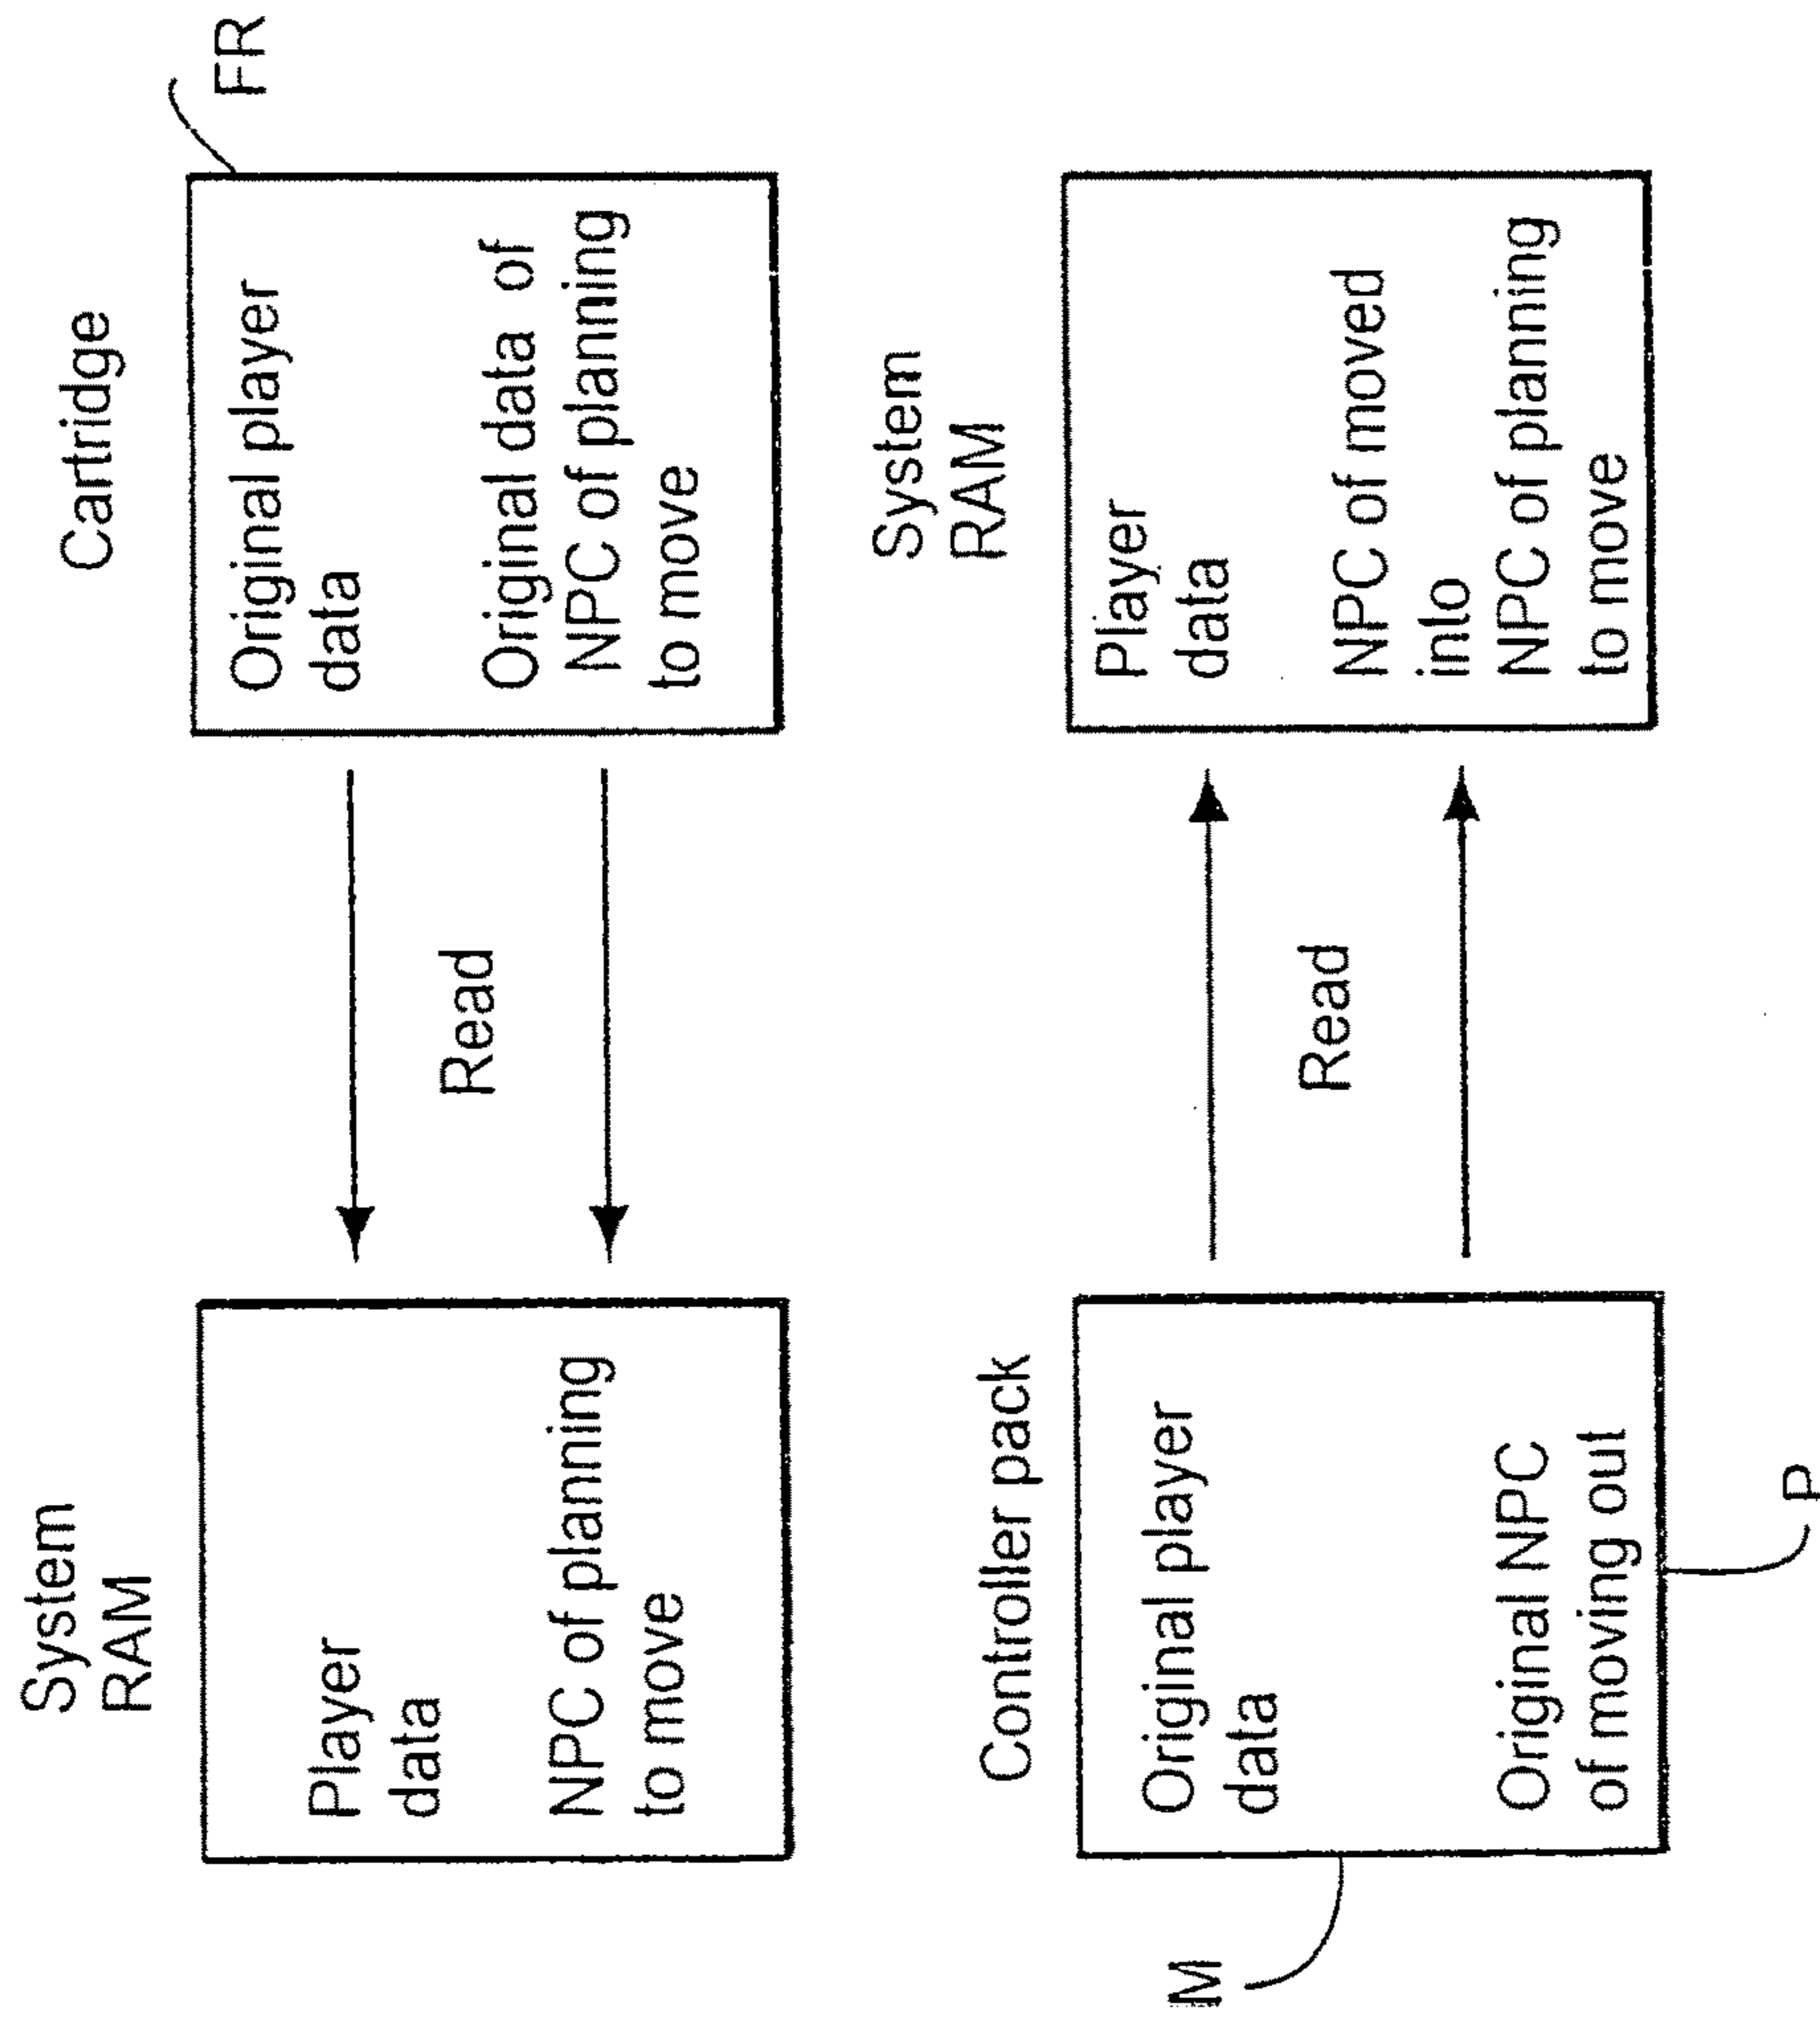 System
RAM
Player
data
NPC of planning
to move
Read
Cartridge
FR
Original player
data
Original data of
NPC of planning
to move
Controller pack
M
Original player
data
Original NPC
of moving out
P
Read
System
RAM
Player
data
NPC of moved
into
NPC of planning
to move